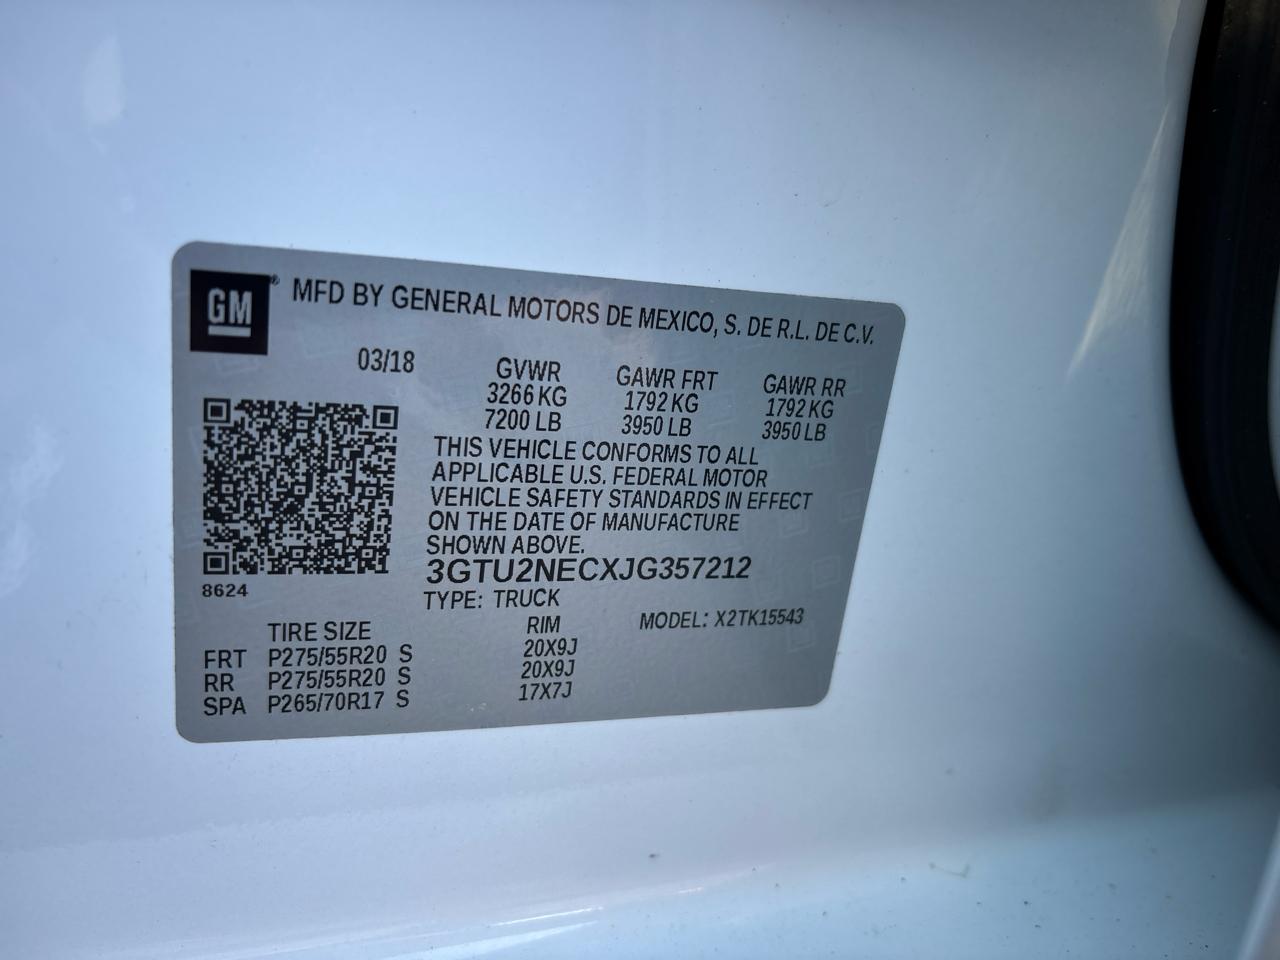 GM ® MFD BY GENERAL MOTORS DE MEXICO, S. DE R.L. DE C.V.
03/18 GVWR GAWR FRT GAWR RR
3266 KG 1792 KG 1792 KG
7200 LB 3950 LB 3950 LB
THIS VEHICLE CONFORMS TO ALL
APPLICABLE U.S. FEDERAL MOTOR
VEHICLE SAFETY STANDARDS IN EFFECT
ON THE DATE OF MANUFACTURE
SHOWN ABOVE.
3GTU2NECXJG357212
8624
TYPE: TRUCK
MODEL: X2TK15543
TIRE SIZE RIM
FRT P275/55R20 S 20X9J
RR P275/55R20 S 20X9J
SPA P265/70R17 S 17X7J